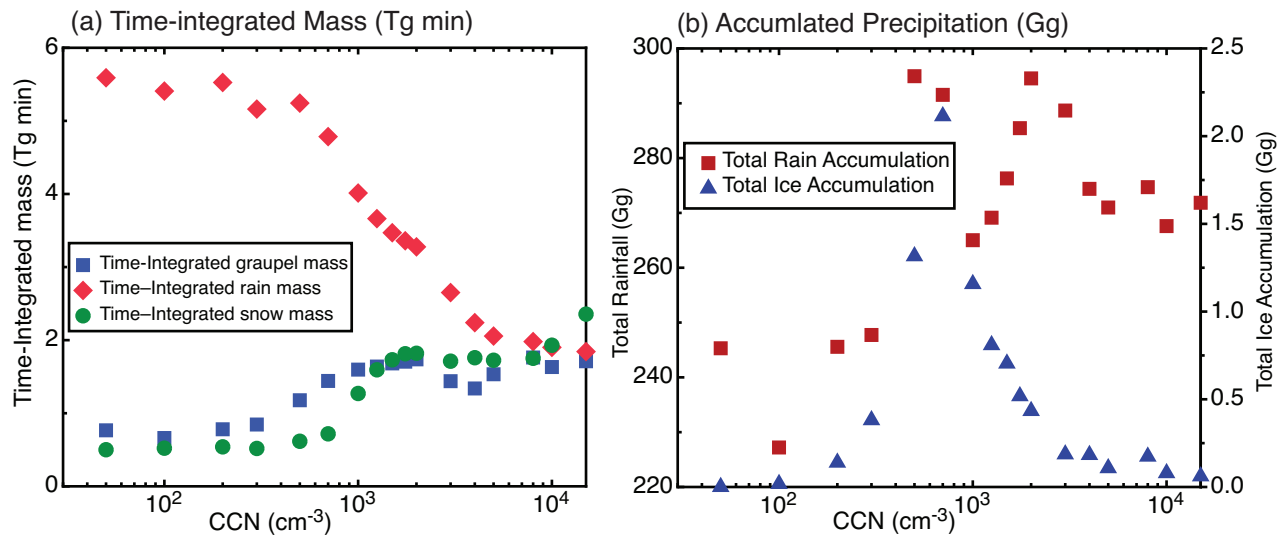 (a) Time-integrated Mass (Tg min)
6
4
2
0
Time-Integrated mass (Tg min)
Time-Integrated graupel mass
Time–Integrated rain mass
Time–Integrated snow mass
10²
10³
10⁴
CCN (cm⁻³)
(b) Accumlated Precipitation (Gg)
300
280
260
240
220
Total Rainfall (Gg)
Total Rain Accumulation
Total Ice Accumulation
2.5
2.0
1.5
1.0
0.5
0.0
Total Ice Accumulation (Gg)
10²
10³
10⁴
CCN (cm⁻³)